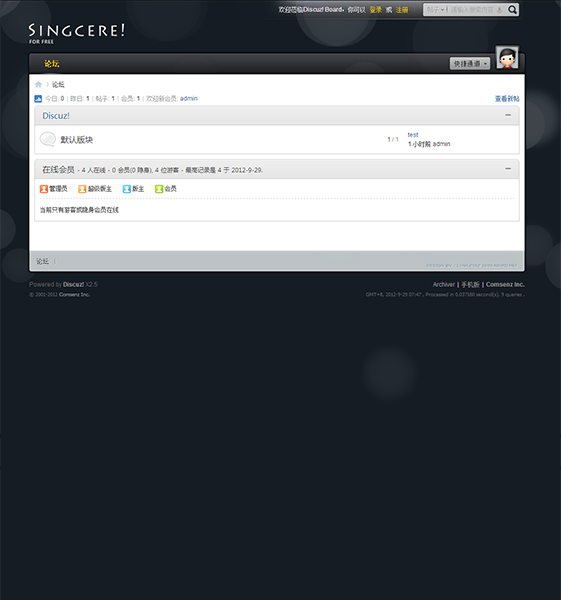 欢迎莅临Discuz! Board，你可以 登录 或 注册
帖子 请输入搜索内容
SINGCERE!
FOR FREE
论坛 快捷通道
论坛
今日: 0 | 昨日: 1 | 帖子: 1 | 会员: 1 | 欢迎新会员: admin 查看新帖
Discuz!
默认版块 1 / 1 test
1 小时前 admin
在线会员 - 4 人在线 - 0 会员(0 隐身), 4 位游客 - 最高记录是 4 于 2012-9-29.
管理员 超级版主 版主 会员
当前只有游客或隐身会员在线
论坛 |
Powered by Discuz! X2.5 Archiver | 手机版 | Comsenz Inc.
© 2001-2012 Comsenz Inc. GMT+8, 2012-9-29 07:47 , Processed in second(s), 9 queries .